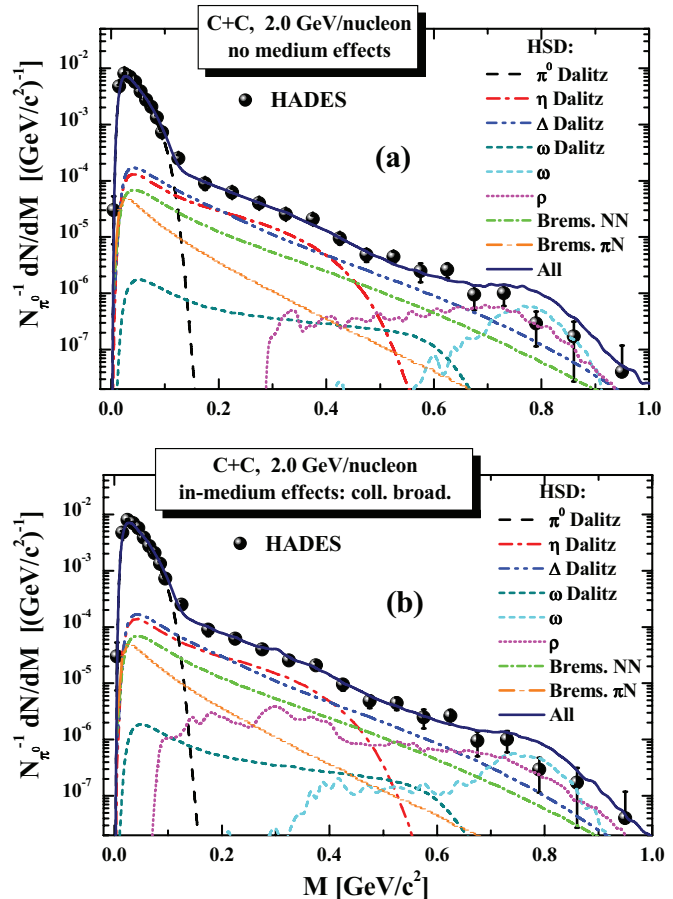 C+C, 2.0 GeV/nucleon
no medium effects
HADES
(a)
HSD:
π⁰ Dalitz
η Dalitz
Δ Dalitz
ω Dalitz
ω
ρ
Brems. NN
Brems. πN
All
N_π⁰⁻¹ dN/dM [(GeV/c²)⁻¹]
10⁻²
10⁻³
10⁻⁴
10⁻⁵
10⁻⁶
10⁻⁷
0.0 0.2 0.4 0.6 0.8 1.0
C+C, 2.0 GeV/nucleon
in-medium effects: coll. broad.
HADES
(b)
HSD:
π⁰ Dalitz
η Dalitz
Δ Dalitz
ω Dalitz
ω
ρ
Brems. NN
Brems. πN
All
N_π⁰⁻¹ dN/dM [(GeV/c²)⁻¹]
10⁻²
10⁻³
10⁻⁴
10⁻⁵
10⁻⁶
10⁻⁷
0.0 0.2 0.4 0.6 0.8 1.0
M [GeV/c²]